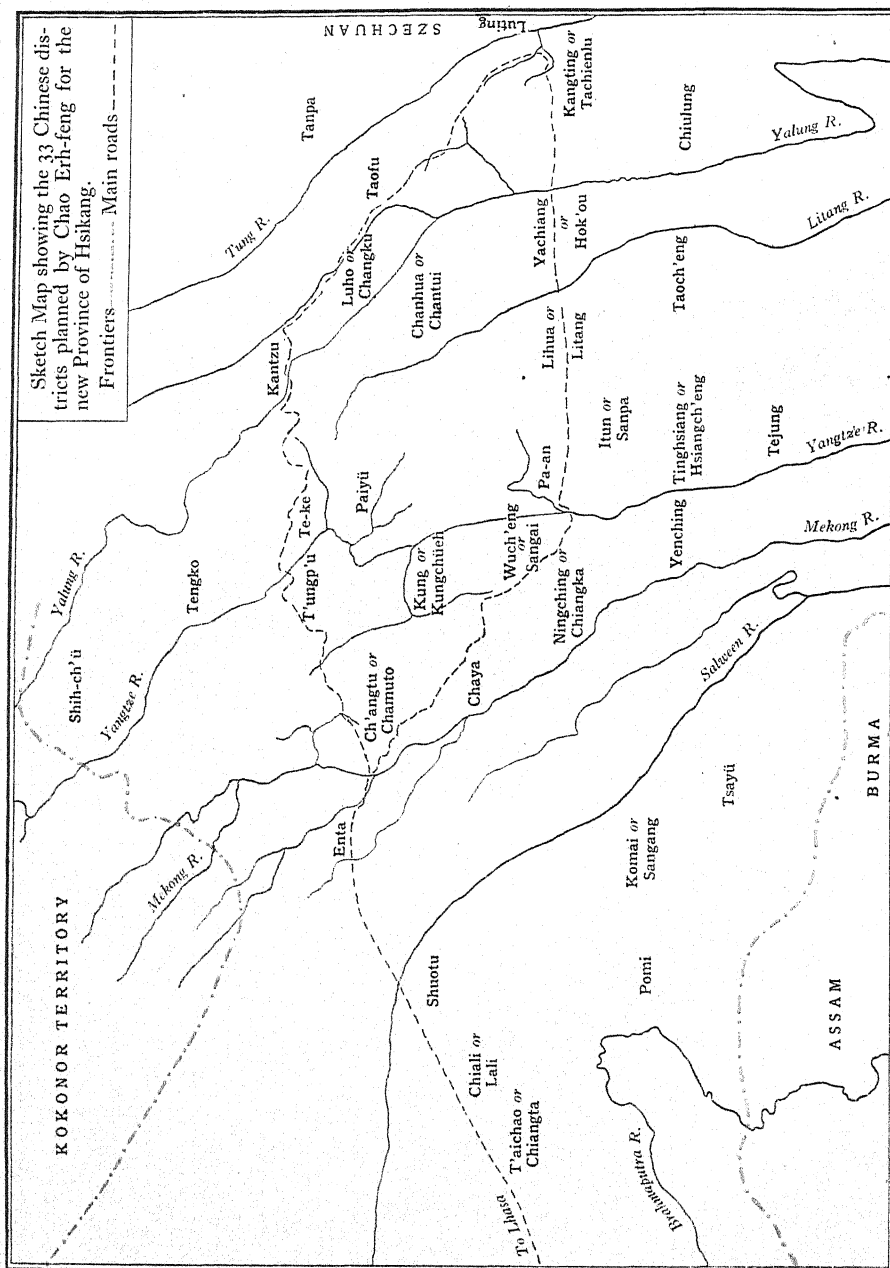 Sketch Map showing the 33 Chinese dis-
tricts planned by Chao Erh-feng for the
new Province of Hsikang.
Frontiers Main roads
KOKONOR TERRITORY
SZECHUAN
Luting
Tung R.
Tanpa
Yalung R.
Shih-ch'ü
Yangtze R.
Tengko
Kantzu
Luho or
Changku
Taofu
Kangting or
Tachienlu
Mekong R.
T'ungp'u
Te-ke
Paiyü
Chanhua or
Chantui
Enta
Ch'angtu or
Chamuto
Kung or
Kungchüeh
Chaya
Wuch'eng
or
Sangai
Pa-an
Lihua or
Litang
Yachiang
or
Hok'ou
Ningching or
Chiangka
Itun or
Sanpa
Chiulung
Shuotu
Chiali or
Lali
T'aichao or
Chiangta
To Lhasa
Yenching
Tinghsiang or
Hsiangch'eng
Taoch'eng
Tejung
Yangtze R.
Mekong R.
Litang R.
Yalung R.
Salween R.
Komai or
Sangang
Tsayü
Pomi
Brahmaputra R.
ASSAM
BURMA